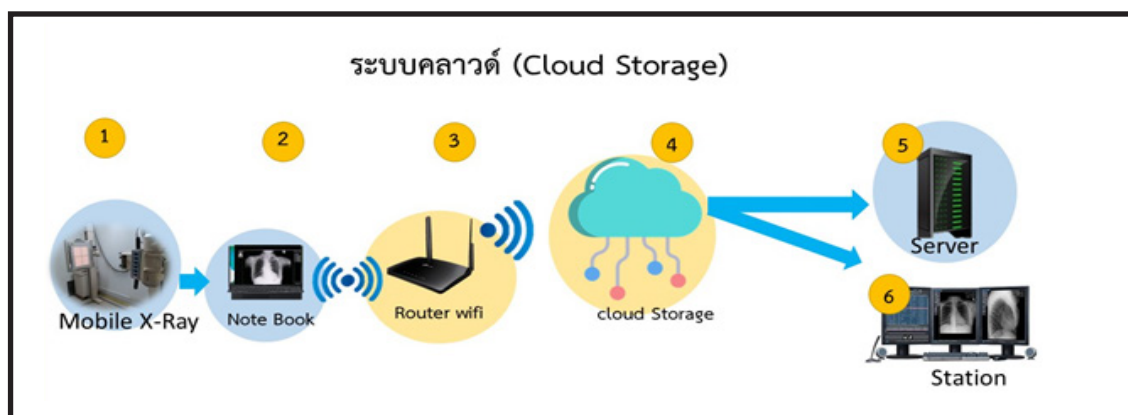 ระบบคลาวด์ (Cloud Storage)
1
2
3
4
5
6
Mobile X-Ray
Note Book
Router wifi
cloud Storage
Server
Station